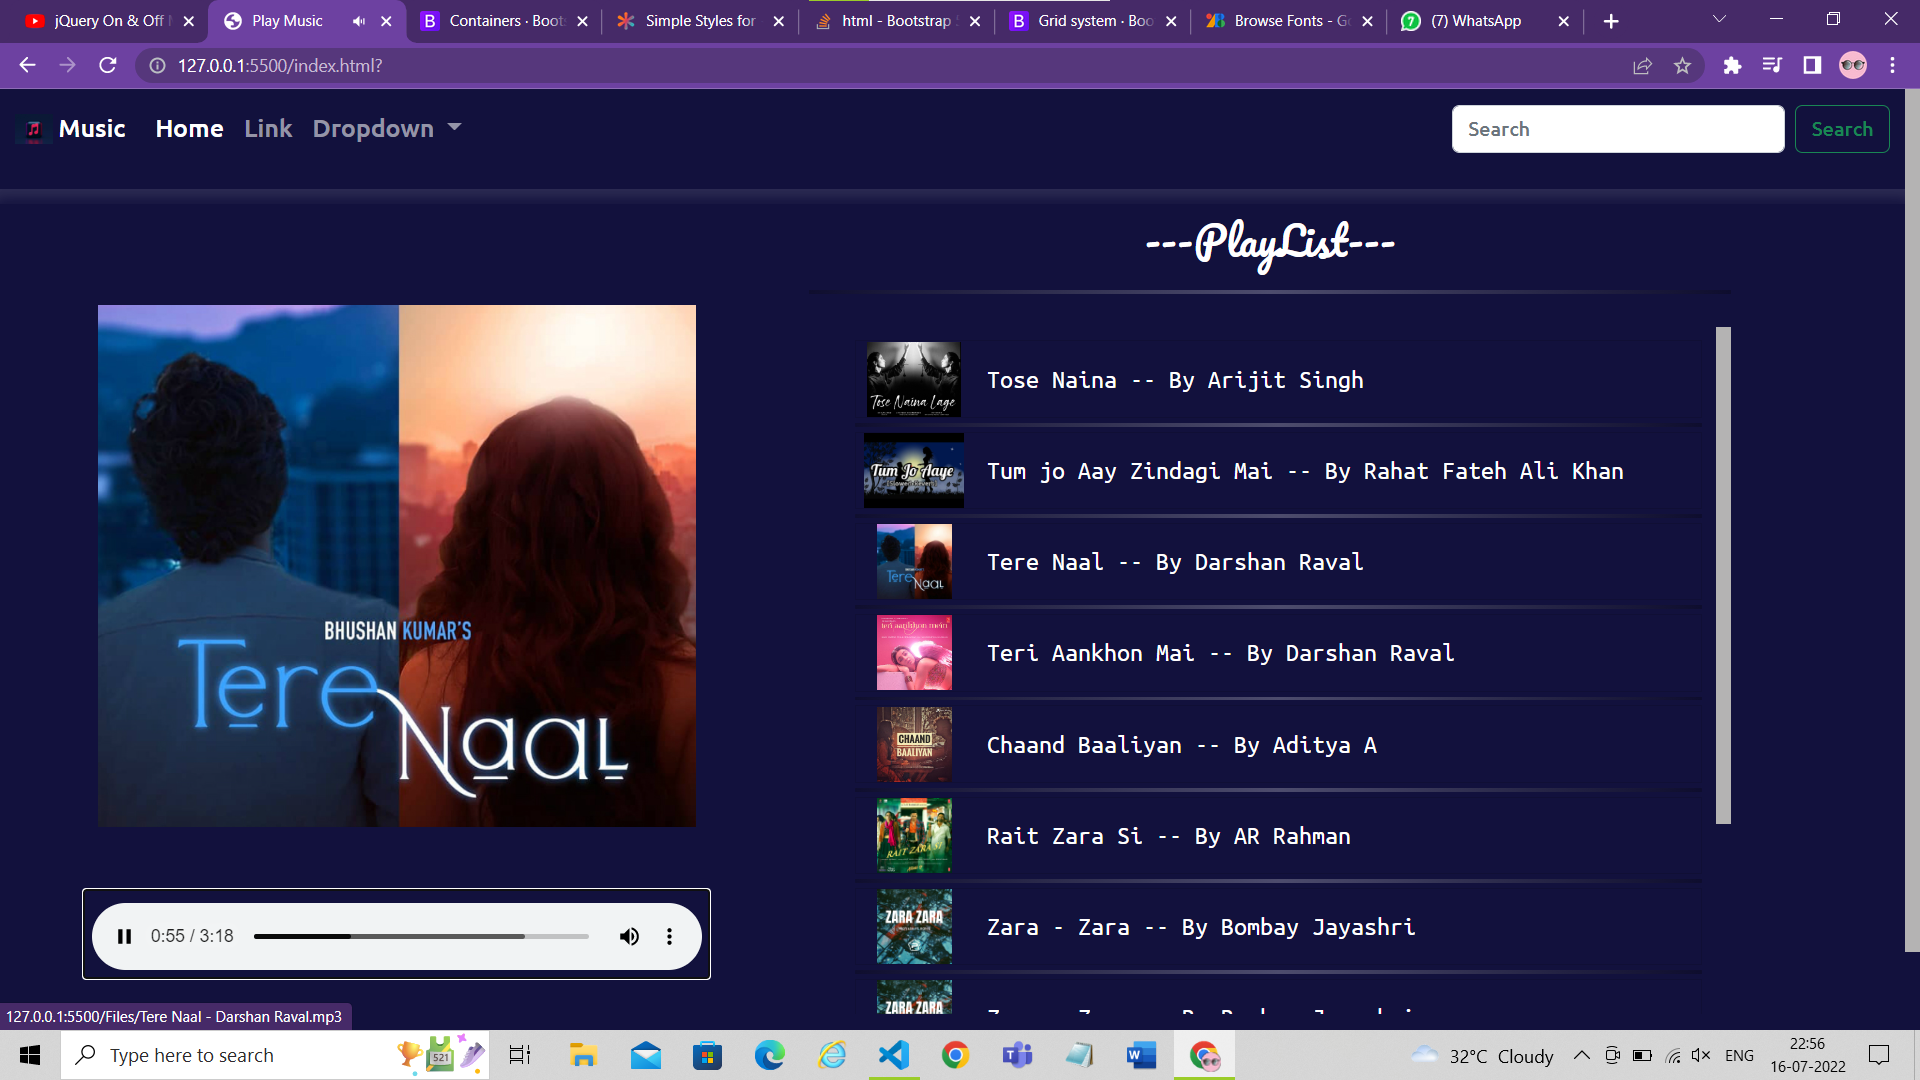 jQuery On & Off
Play Music
Containers · Boots
Simple Styles for
html - Bootstrap 5
Grid system · Boo
Browse Fonts - Go
(7) WhatsApp
127.0.0.1:5500/index.html?
Music
Home
Link
Dropdown
Search
Search
---PlayList---
BHUSHAN KUMAR'S
Tere
Naal
Tose Naina Lage
Tose Naina -- By Arijit Singh
Tum Jo Aaye
Tum jo Aay Zindagi Mai -- By Rahat Fateh Ali Khan
Tere Naal
Tere Naal -- By Darshan Raval
Teri Aankhon Mai -- By Darshan Raval
CHAAND
BAALIYAN
Chaand Baaliyan -- By Aditya A
RAIT ZARA SI
Rait Zara Si -- By AR Rahman
ZARA ZARA
Zara - Zara -- By Bombay Jayashri
ZARA ZARA
0:55 / 3:18
127.0.0.1:5500/Files/Tere Naal - Darshan Raval.mp3
Type here to search
521
32°C Cloudy
ENG
22:56
16-07-2022